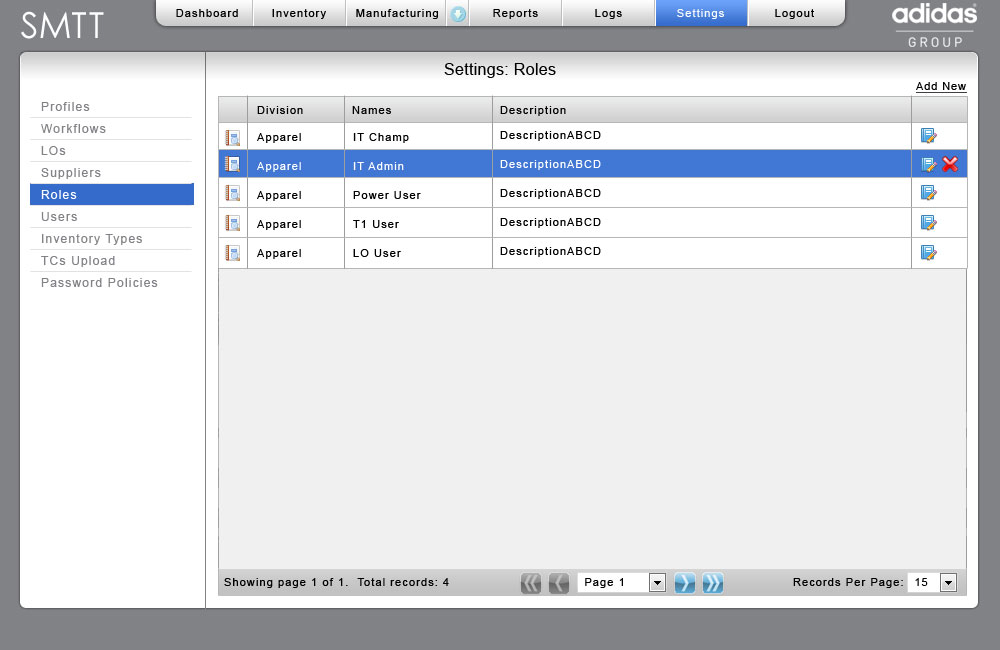 SMTT
Dashboard Inventory Manufacturing Reports Logs Settings Logout
adidas
GROUP
Settings: Roles
Add New
Profiles
Workflows
LOs
Suppliers
Roles
Users
Inventory Types
TCs Upload
Password Policies
Division Names Description
Apparel IT Champ DescriptionABCD
Apparel IT Admin DescriptionABCD
Apparel Power User DescriptionABCD
Apparel T1 User DescriptionABCD
Apparel LO User DescriptionABCD
Showing page 1 of 1. Total records: 4 Page 1 Records Per Page: 15